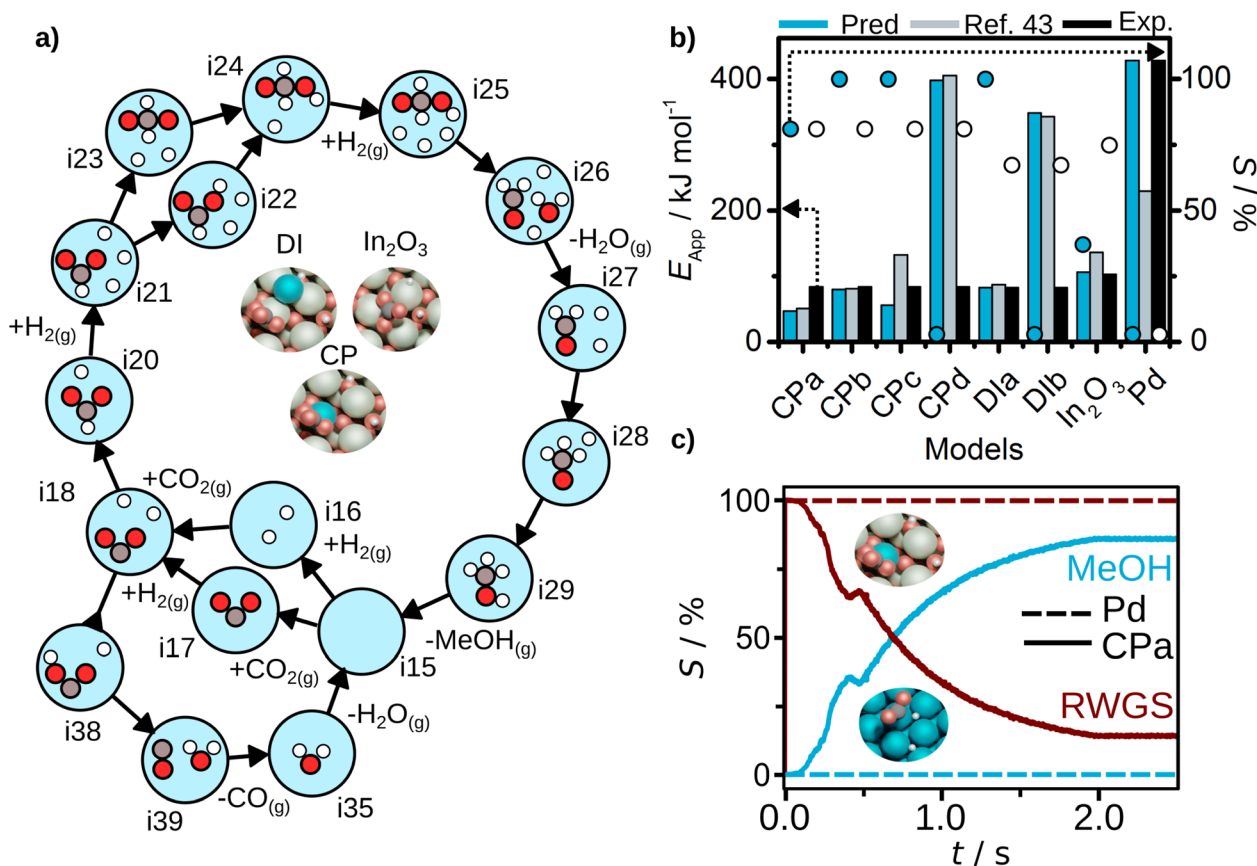 a)
i24
i25
i23
+H2(g)
i26
i22
-H2O(g)
DI
In2O3
i21
i27
+H2(g)
CP
i20
i28
i18
+CO2(g)
i16
+H2(g)
+H2(g)
i29
i17
-MeOH(g)
+CO2(g)
i15
i38
-H2O(g)
-CO(g)
i39
i35
b)
Pred
Ref. 43
Exp.
EApp / kJ mol-1
400
200
0
S / %
100
50
0
CPa
CPb
CPc
CPd
DIa
DIb
In2O3
Pd
Models
c)
S / %
100
50
0
MeOH
Pd
CPa
RWGS
0.0
1.0
2.0
t / s